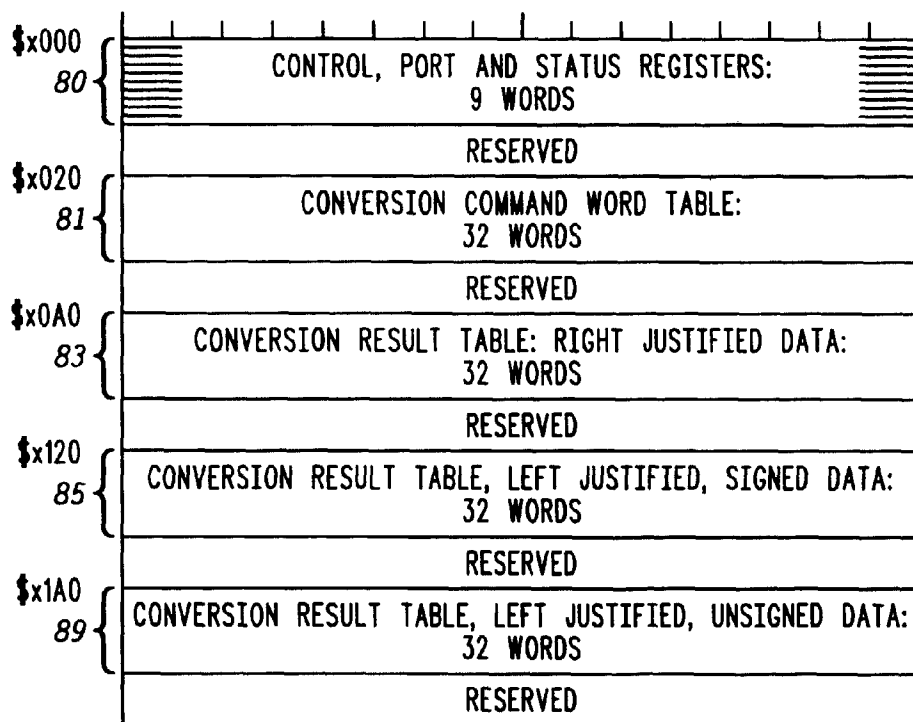 $x000
80
CONTROL, PORT AND STATUS REGISTERS:
9 WORDS
RESERVED
$x020
81
CONVERSION COMMAND WORD TABLE:
32 WORDS
RESERVED
$x0A0
83
CONVERSION RESULT TABLE: RIGHT JUSTIFIED DATA:
32 WORDS
RESERVED
$x120
85
CONVERSION RESULT TABLE, LEFT JUSTIFIED, SIGNED DATA:
32 WORDS
RESERVED
$x1A0
89
CONVERSION RESULT TABLE, LEFT JUSTIFIED, UNSIGNED DATA:
32 WORDS
RESERVED